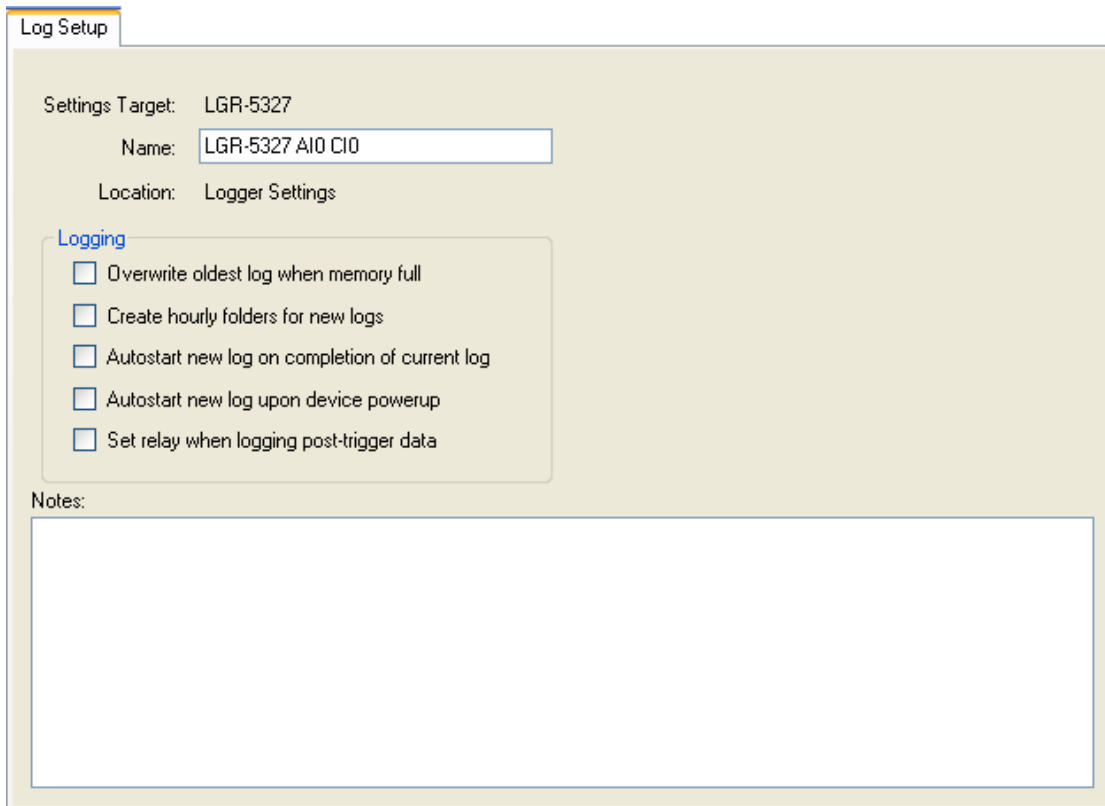 Log Setup
Settings Target: LGR-5327
Name: LGR-5327 AI0 CI0
Location: Logger Settings
Logging
Overwrite oldest log when memory full
Create hourly folders for new logs
Autostart new log on completion of current log
Autostart new log upon device powerup
Set relay when logging post-trigger data
Notes: